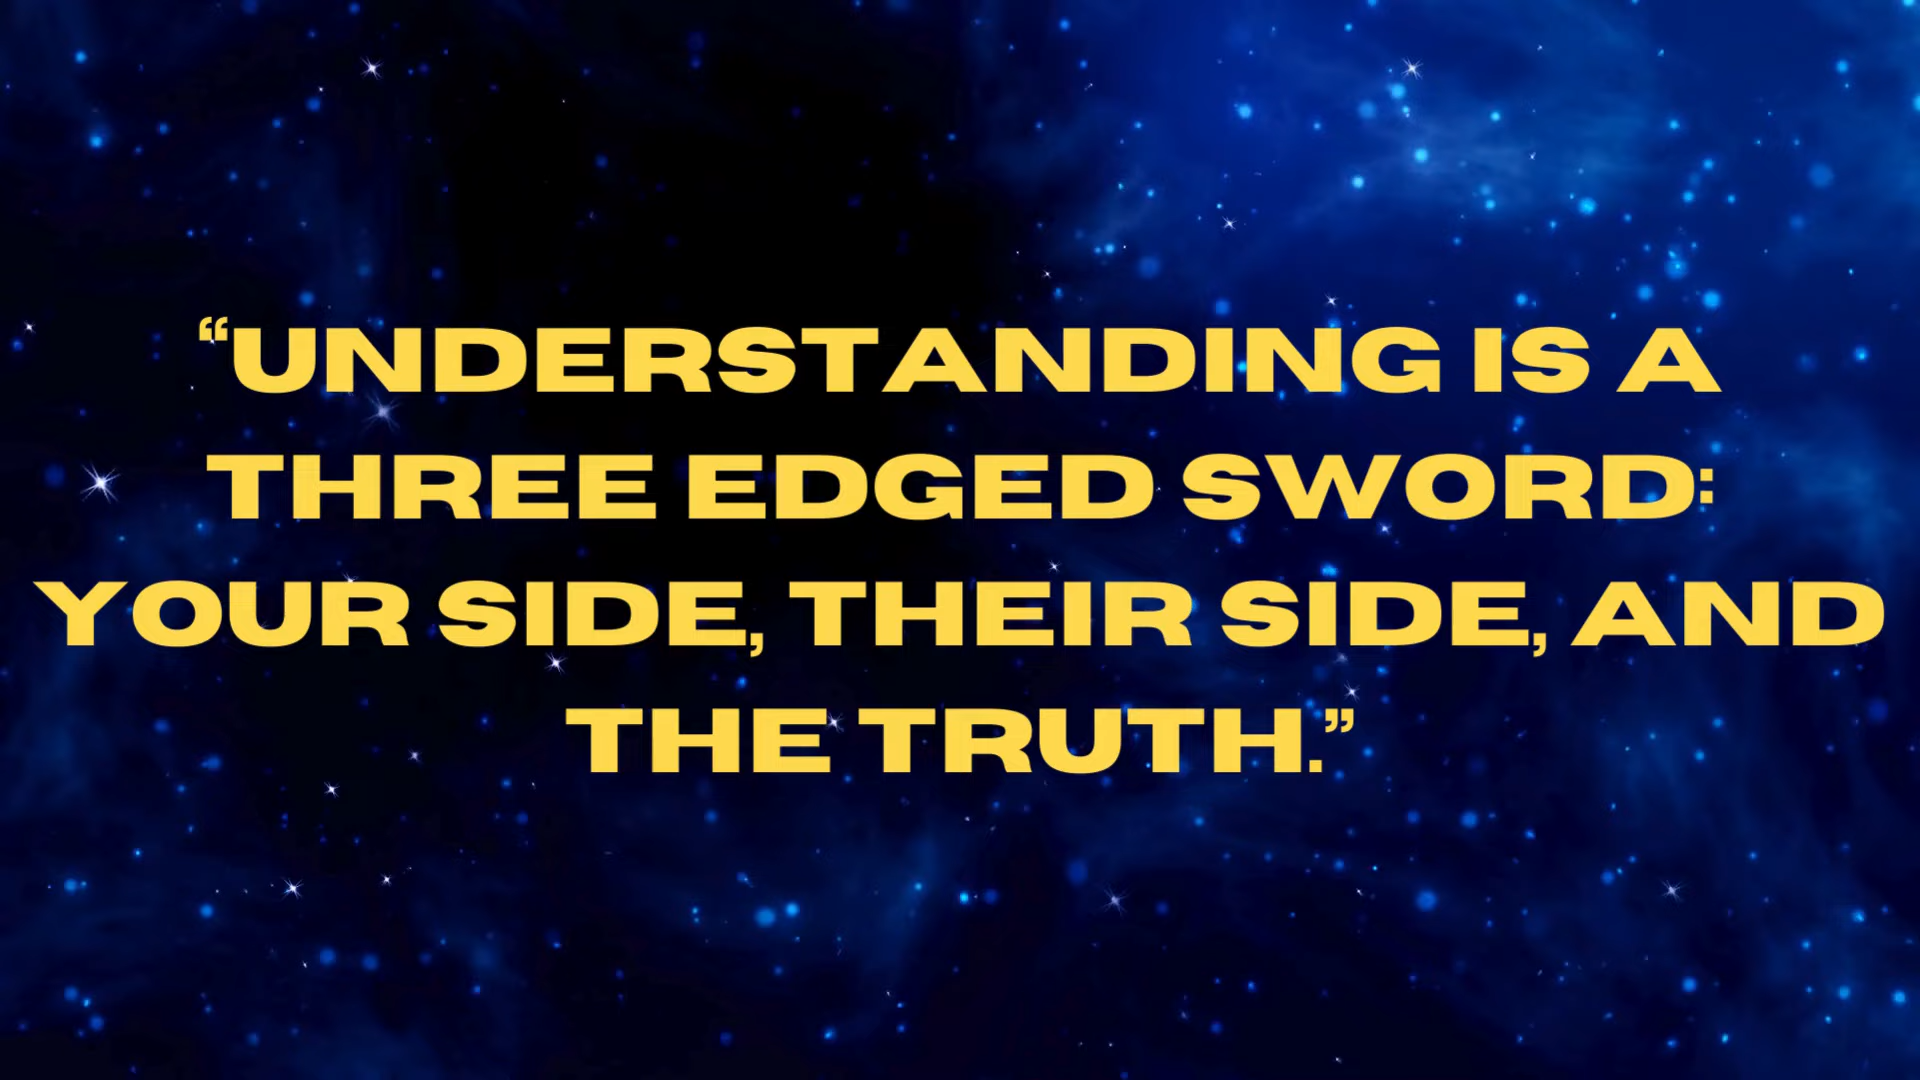 “UNDERSTANDING IS A
THREE EDGED SWORD:
YOUR SIDE, THEIR SIDE, AND
THE TRUTH.”